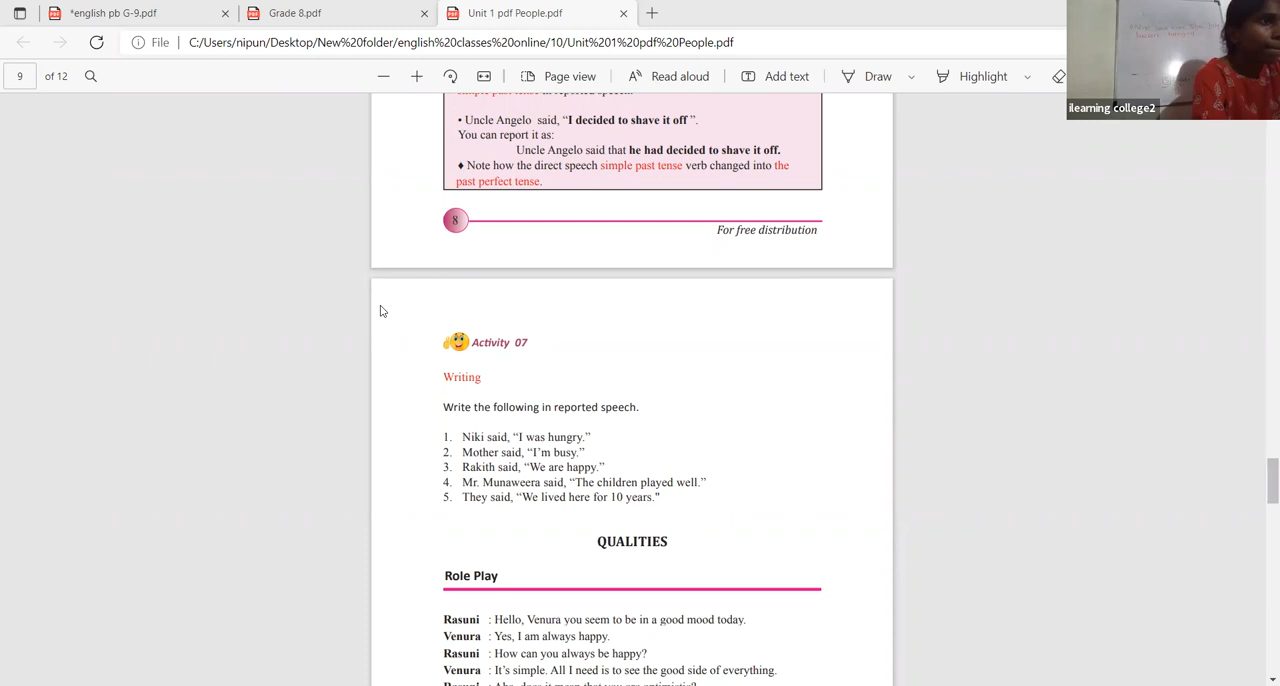 *english pb G-9.pdf
Grade 8.pdf
Unit 1 pdf People.pdf
File
C:/Users/nipun/Desktop/New%20folder/english%20classes%20online/10/Unit%201%20pdf%20People.pdf
9 of 12
Page view
Read aloud
Add text
Draw
Highlight
ilearning college2
simple past tense in reported speech.
• Uncle Angelo said, “I decided to shave it off ”.
You can report it as:
Uncle Angelo said that he had decided to shave it off.
♦ Note how the direct speech simple past tense verb changed into the
past perfect tense.
8
For free distribution
Activity 07
Writing
Write the following in reported speech.
1. Niki said, “I was hungry.”
2. Mother said, “I’m busy.”
3. Rakith said, “We are happy.”
4. Mr. Munaweera said, “The children played well.”
5. They said, “We lived here for 10 years."
QUALITIES
Role Play
Rasuni : Hello, Venura you seem to be in a good mood today.
Venura : Yes, I am always happy.
Rasuni : How can you always be happy?
Venura : It’s simple. All I need is to see the good side of everything.